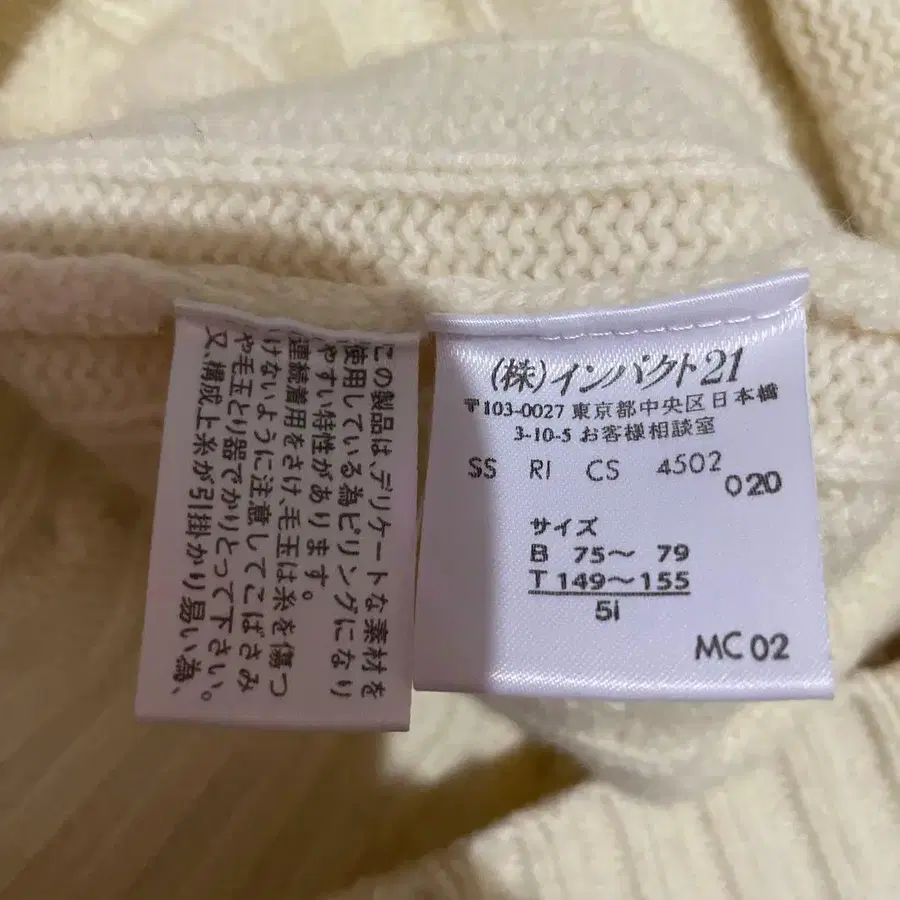 この製品は、デリケートな素材を
使用している為ピリングになり
やすい特性があります。
連続着用をさけ、毛玉は糸を傷つ
けないように注意してこばさみ
や毛玉とり器でかりとって下さい。
又、構成上糸が引掛かり易い為、
(株)インパクト21
〒103-0027 東京都中央区日本橋
3-10-5 お客様相談室
SS RI CS 4502
020
サイズ
B 75〜 79
T 149〜155
5i
MC 02